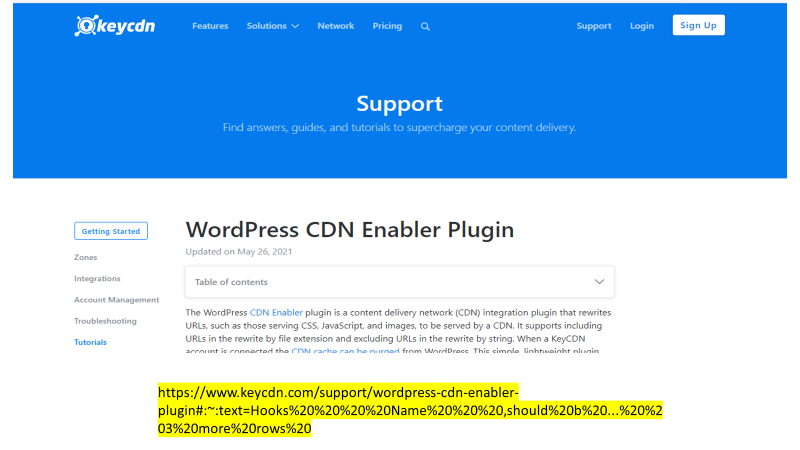 keycdn Features Solutions Network Pricing Support Login Sign Up
Support
Find answers, guides, and tutorials to supercharge your content delivery.
Getting Started
WordPress CDN Enabler Plugin
Updated on May 26, 2021
Zones
Integrations
Account Management
Troubleshooting
Tutorials
Table of contents
The WordPress CDN Enabler plugin is a content delivery network (CDN) integration plugin that rewrites
URLs, such as those serving CSS, JavaScript, and images, to be served by a CDN. It supports including
URLs in the rewrite by file extension and excluding URLs in the rewrite by string. When a KeyCDN
account is connected the CDN cache can be purged from WordPress. This simple, lightweight plugin
https://www.keycdn.com/support/wordpress-cdn-enabler-
plugin#:~:text=Hooks%20%20%20%20Name%20%20%20,should%20b%20...%20%2
03%20more%20rows%20